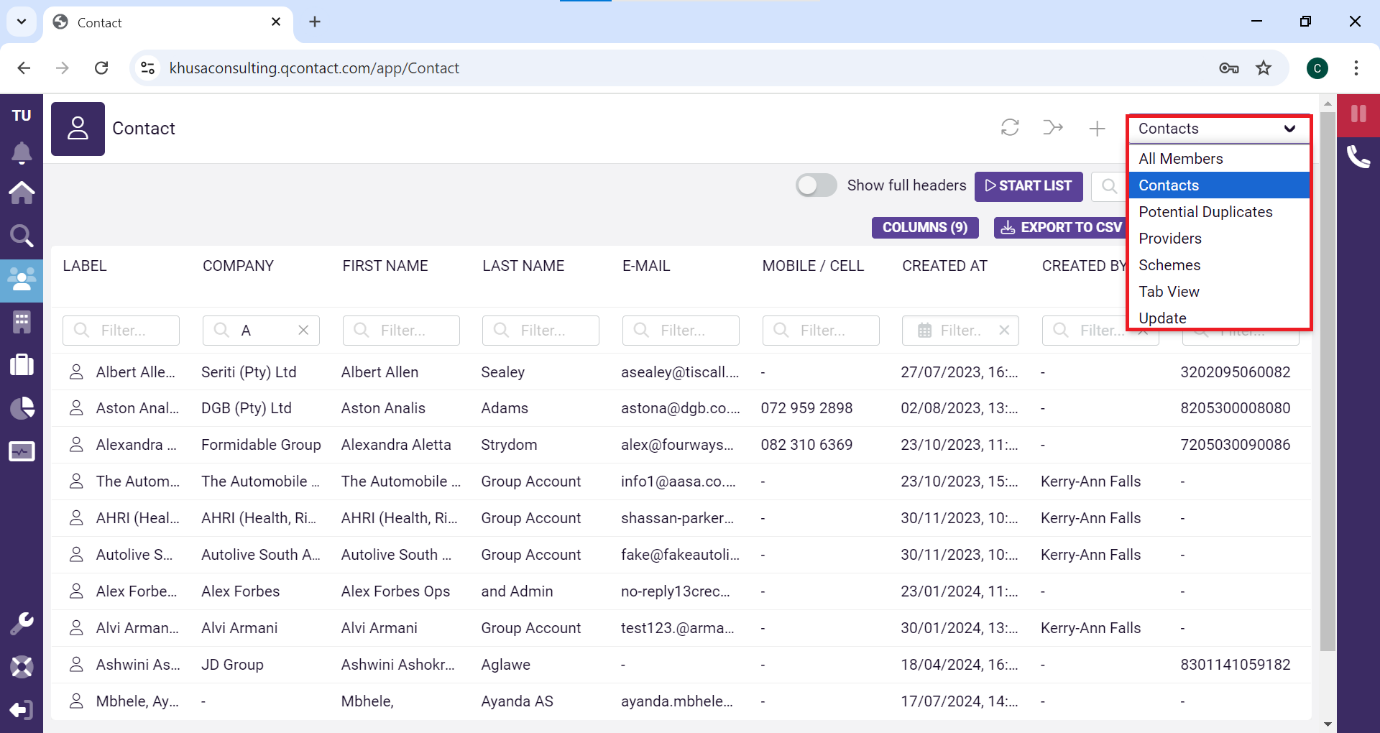 Contact
khusaconsulting.qcontact.com/app/Contact
C
TU
Contact
Contacts
All Members
Contacts
Potential Duplicates
Providers
Schemes
Tab View
Update
Show full headers
START LIST
COLUMNS (9)
EXPORT TO CSV
LABEL COMPANY FIRST NAME LAST NAME E-MAIL MOBILE / CELL CREATED AT CREATED BY
Filter... A Filter... Filter... Filter... Filter... Filter.. Filter...
Albert Alle... Seriti (Pty) Ltd Albert Allen Sealey asealey@tiscall.... - 27/07/2023, 16:... - 3202095060082
Aston Anal... DGB (Pty) Ltd Aston Analis Adams astona@dgb.co.... 072 959 2898 02/08/2023, 13:... - 8205300008080
Alexandra ... Formidable Group Alexandra Aletta Strydom alex@fourways... 082 310 6369 23/10/2023, 11:... - 7205030090086
The Autom... The Automobile ... The Automobile ... Group Account info1@aasa.co.... - 23/10/2023, 15:... Kerry-Ann Falls -
AHRI (Heal... AHRI (Health, Ri... AHRI (Health, Ri... Group Account shassan-parker... - 30/11/2023, 10:... Kerry-Ann Falls -
Autolive S... Autolive South A... Autolive South ... Group Account fake@fakeautoli... - 30/11/2023, 10:... Kerry-Ann Falls -
Alex Forbe... Alex Forbes Alex Forbes Ops and Admin no-reply13crec... - 23/01/2024, 11:... - -
Alvi Arman... Alvi Armani Alvi Armani Group Account test123.@arma... - 30/01/2024, 13:... Kerry-Ann Falls -
Ashwini As... JD Group Ashwini Ashokr... Aglawe - - 18/04/2024, 16:... - 8301141059182
Mbhele, Ay... - Mbhele, Ayanda AS ayanda.mbhele... - 17/07/2024, 14:... - -